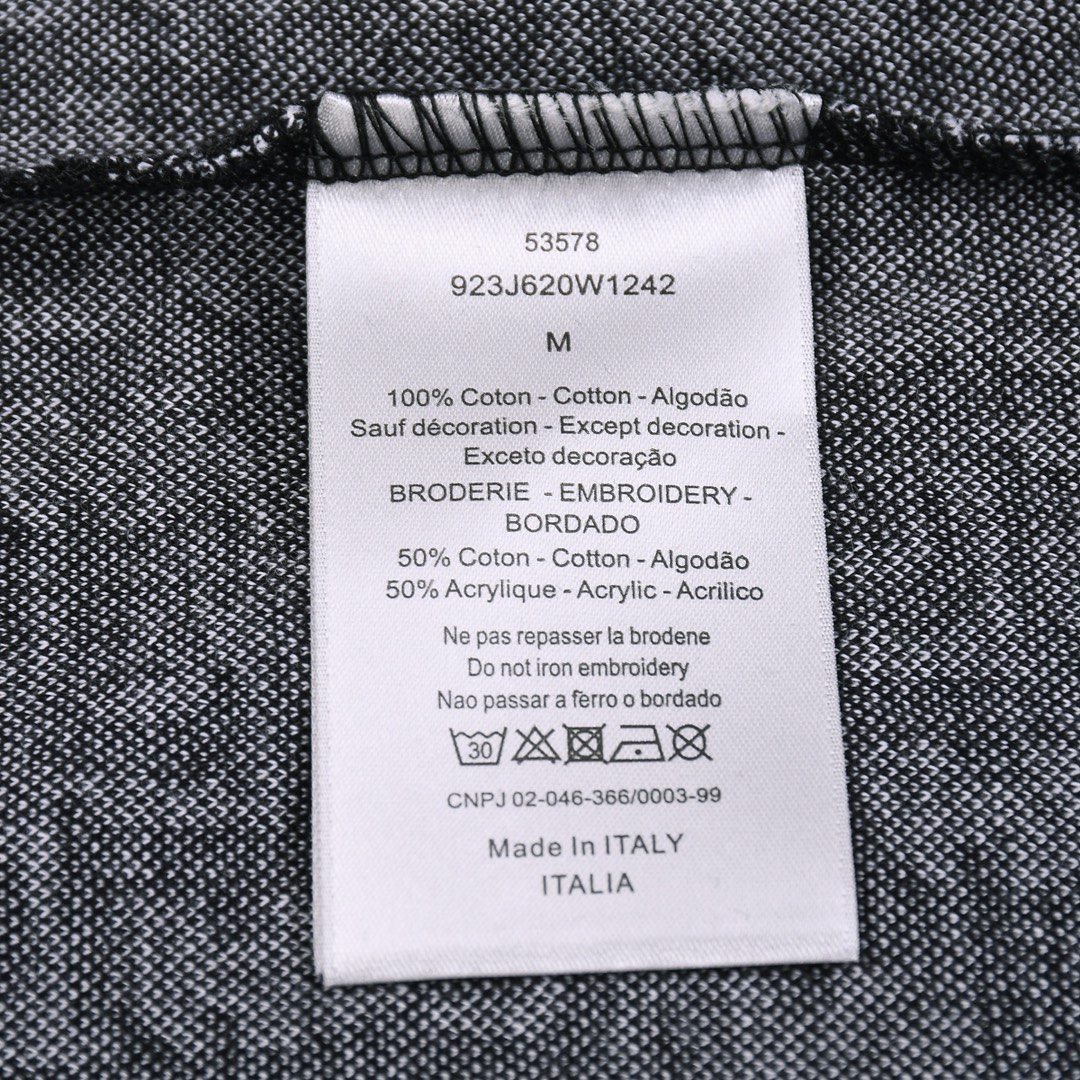 53578
923J620W1242
M
100% Coton - Cotton - Algodão
Sauf décoration - Except decoration -
Exceto decoração
BRODERIE - EMBROIDERY -
BORDADO
50% Coton - Cotton - Algodão
50% Acrylique - Acrylic - Acrilico
Ne pas repasser la brodene
Do not iron embroidery
Nao passar a ferro o bordado
30
CNPJ 02-046-366/0003-99
Made In ITALY
ITALIA